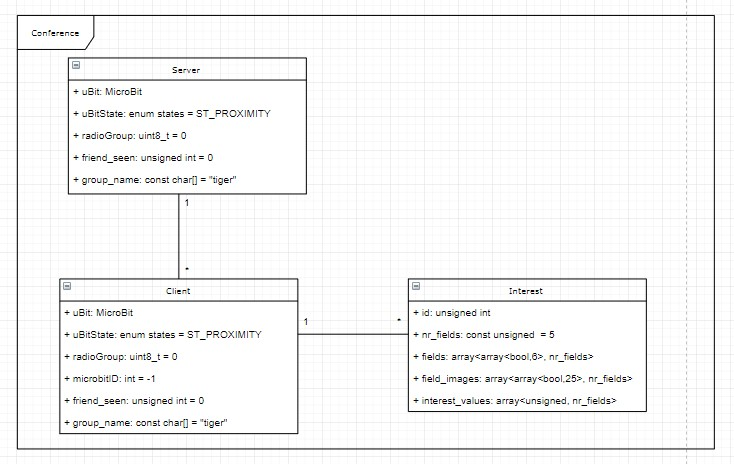 Conference
Server
+ uBit: MicroBit
+ uBitState: enum states = ST_PROXIMITY
+ radioGroup: uint8_t = 0
+ friend_seen: unsigned int = 0
+ group_name: const char[] = "tiger"
1
*
Client
+ uBit: MicroBit
+ uBitState: enum states = ST_PROXIMITY
+ radioGroup: uint8_t = 0
+ microbitID: int = -1
+ friend_seen: unsigned int = 0
+ group_name: const char[] = "tiger"
1
*
Interest
+ id: unsigned int
+ nr_fields: const unsigned  = 5
+ fields: array<array<bool,6>, nr_fields>
+ field_images: array<array<bool,25>, nr_fields>
+ interest_values: array<unsigned, nr_fields>